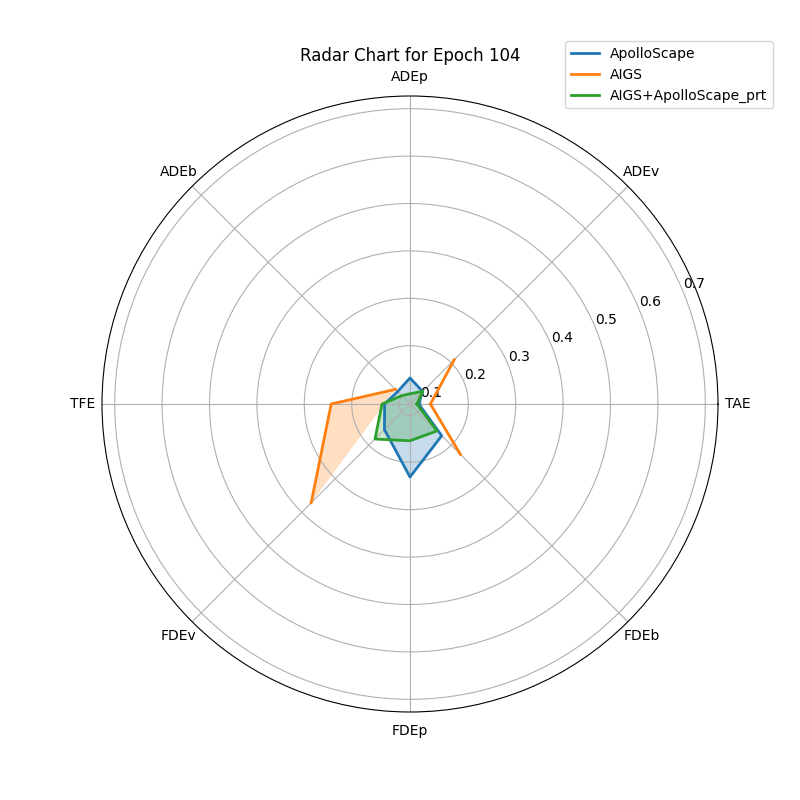 Radar Chart for Epoch 104
ApolloScape
AIGS
AIGS+ApolloScape_prt
ADEp
ADEb
ADEv
0.7
0.6
0.5
0.4
0.3
0.2
0.1
TFE
TAE
FDEv
FDEb
FDEp